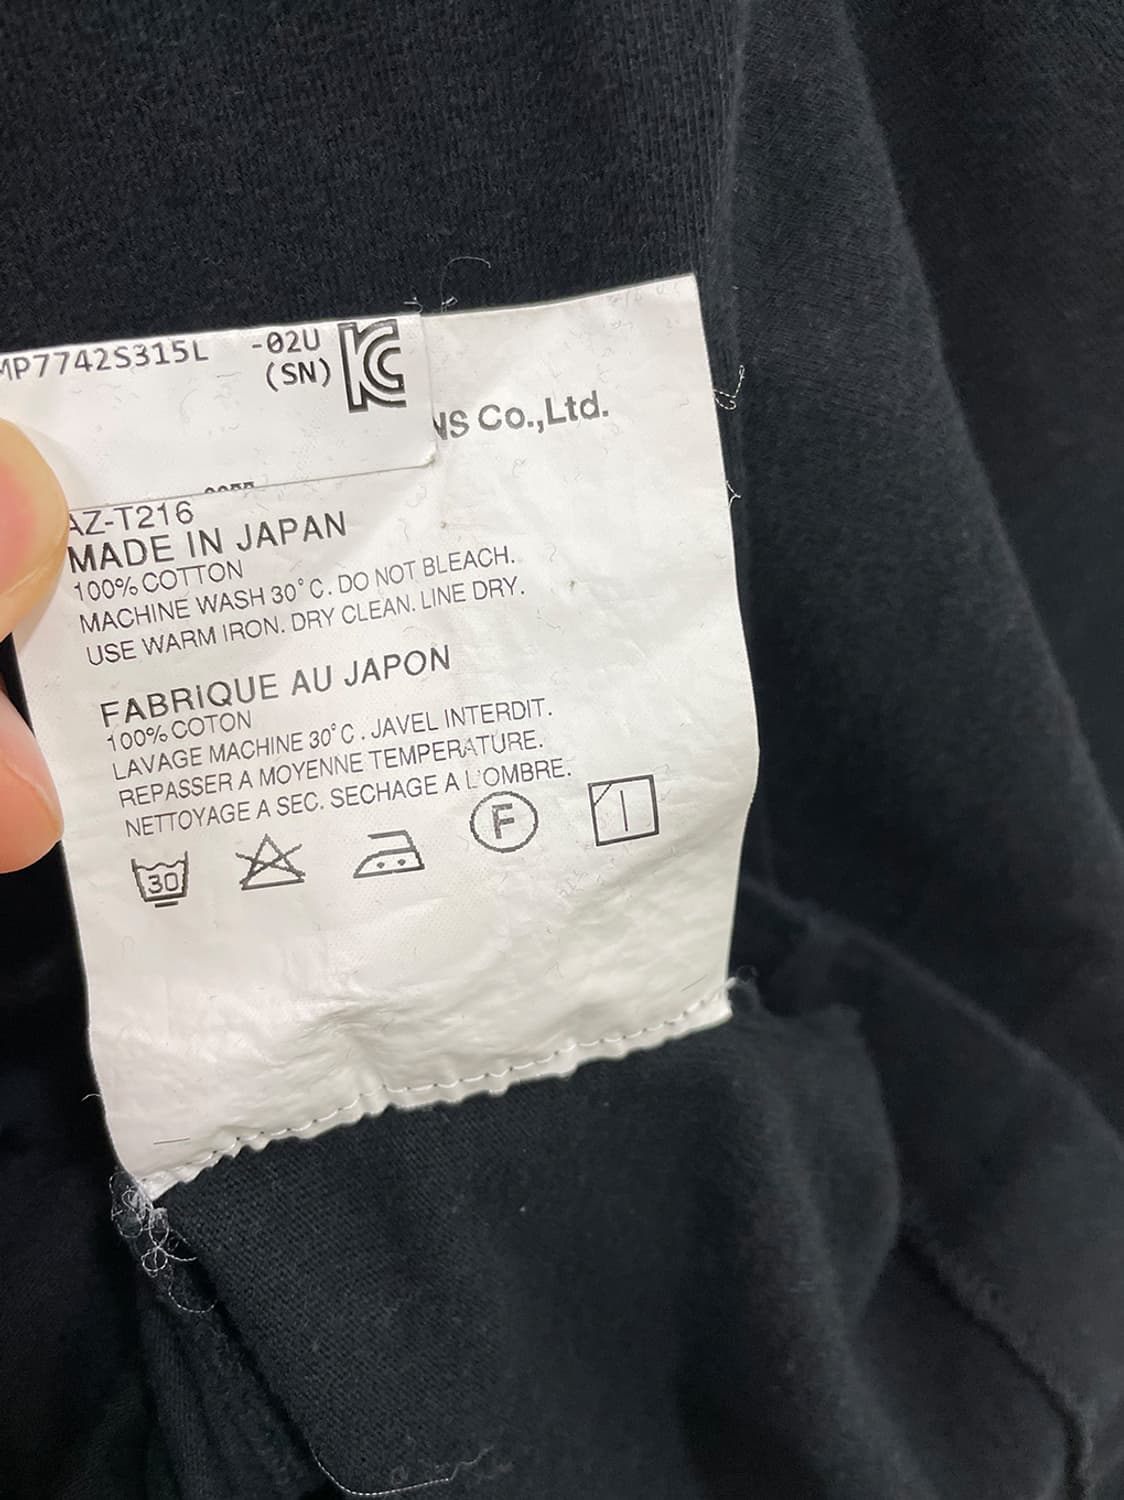 MP7742S315L -02U
(SN)
Co.,Ltd.
AZ-T216
MADE IN JAPAN
100% COTTON
MACHINE WASH 30°C. DO NOT BLEACH.
USE WARM IRON. DRY CLEAN. LINE DRY.
FABRIQUE AU JAPON
100% COTON
LAVAGE MACHINE 30°C. JAVEL INTERDIT.
REPASSER A MOYENNE TEMPERATURE.
NETTOYAGE A SEC. SECHAGE A L'OMBRE.
30
F